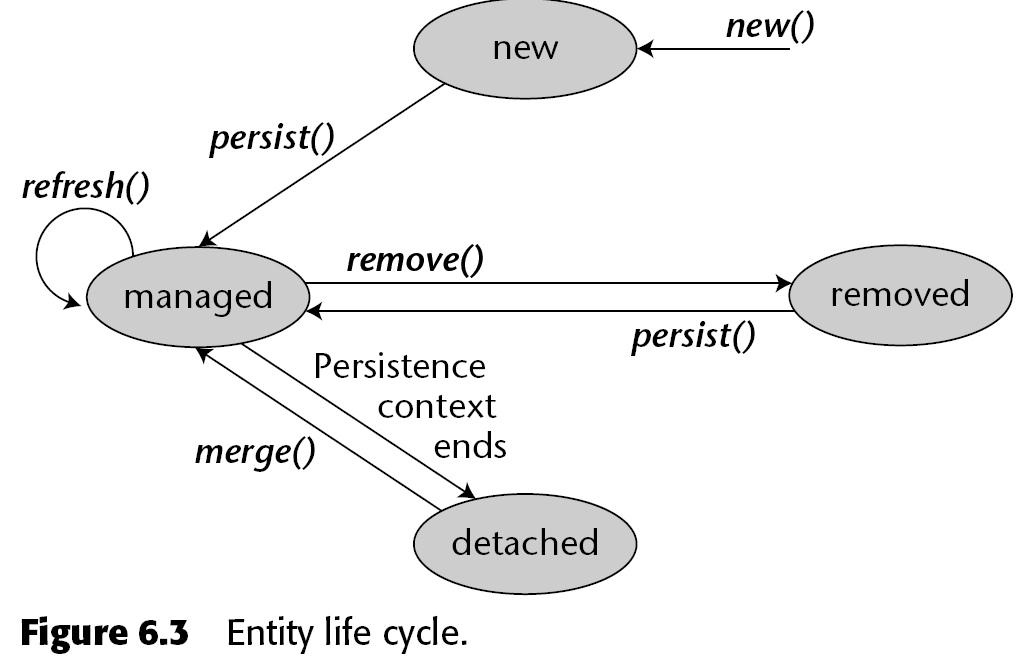 new()
new
persist()
refresh()
remove()
managed
removed
persist()
Persistence
context
ends
merge()
detached
Figure 6.3 Entity life cycle.